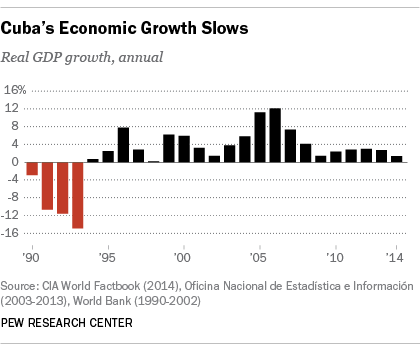 Cuba's Economic Growth Slows
Real GDP growth, annual
16%
12
8
4
0
-4
-8
-12
-16
'90 '95 '00 '05 '10 '14
Source: CIA World Factbook (2014), Oficina Nacional de Estadística e Información
(2003-2013), World Bank (1990-2002)
PEW RESEARCH CENTER